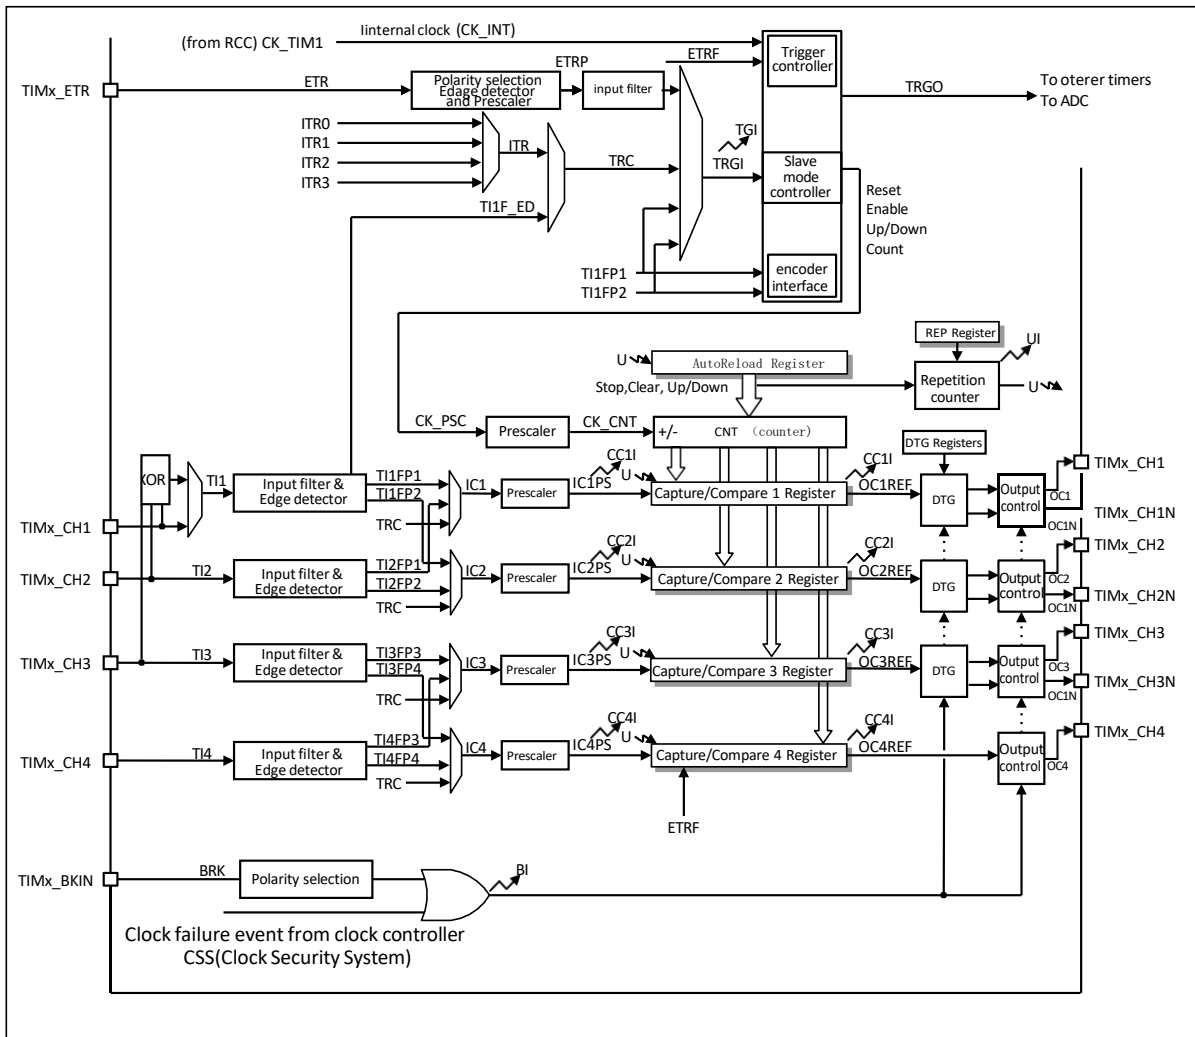 Iinternal clock (CK_INT)
(from RCC) CK_TIM1
ETRF
Trigger
controller
ETRP
TIMx_ETR
ETR
Polarity selection
Edage detector
and Prescaler
input filter
TRGO
To oterer timers
To ADC
ITR0
ITR1
ITR2
ITR3
ITR
TRC
TGI
TRGI
Slave
mode
controller
Reset
Enable
Up/Down
Count
TI1F_ED
TI1FP1
TI1FP2
encoder
interface
REP Register
UI
U
AutoReload Register
Stop,Clear, Up/Down
Repetition
counter
U
CK_PSC
Prescaler
CK_CNT
+/-
CNT (counter)
DTG Registers
XOR
TI1
Input filter &
Edge detector
TI1FP1
TI1FP2
TRC
IC1
Prescaler
CC1I
U
IC1PS
Capture/Compare 1 Register
CC1I
OC1REF
DTG
Output
control
OC1
OC1N
TIMx_CH1
TIMx_CH1N
TIMx_CH1
TIMx_CH2
TI2
Input filter &
Edge detector
TI2FP1
TI2FP2
TRC
IC2
Prescaler
CC2I
U
IC2PS
Capture/Compare 2 Register
CC2I
OC2REF
DTG
Output
control
OC2
OC1N
TIMx_CH2
TIMx_CH2N
TIMx_CH3
TI3
Input filter &
Edge detector
TI3FP3
TI3FP4
TRC
IC3
Prescaler
CC3I
U
IC3PS
Capture/Compare 3 Register
CC3I
OC3REF
DTG
Output
control
OC3
OC1N
TIMx_CH3
TIMx_CH3N
TIMx_CH4
TI4
Input filter &
Edge detector
TI4FP3
TI4FP4
TRC
IC4
Prescaler
CC4I
U
IC4PS
Capture/Compare 4 Register
CC4I
OC4REF
Output
control
OC4
TIMx_CH4
ETRF
TIMx_BKIN
BRK
Polarity selection
BI
Clock failure event from clock controller
CSS(Clock Security System)